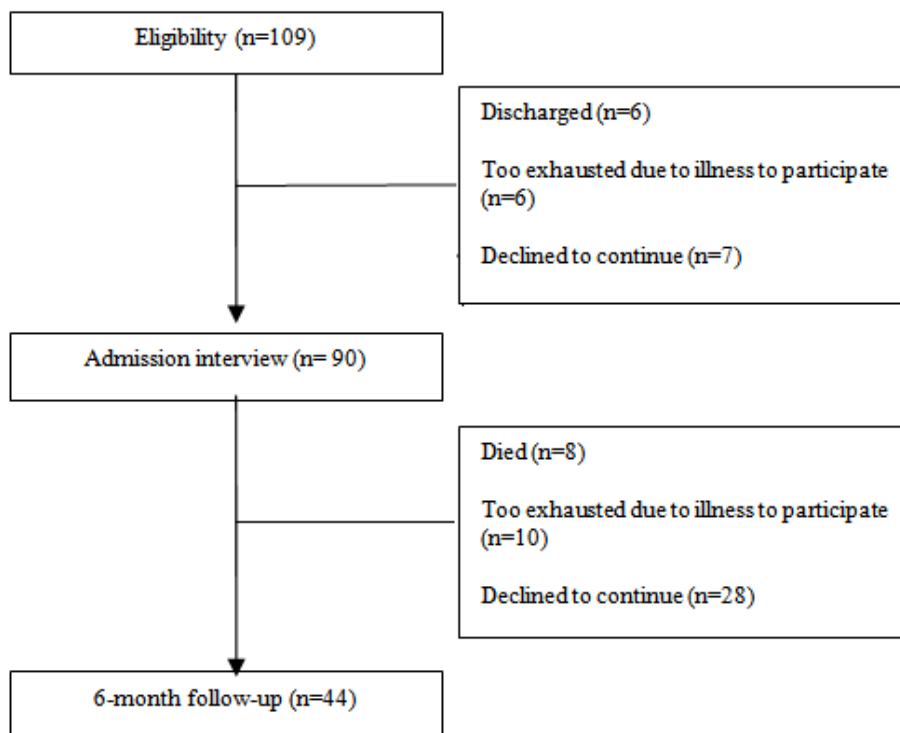 Eligibility (n=109)
Discharged (n=6)
Too exhausted due to illness to participate
(n=6)
Declined to continue (n=7)
Admission interview (n= 90)
Died (n=8)
Too exhausted due to illness to participate
(n=10)
Declined to continue (n=28)
6-month follow-up (n=44)